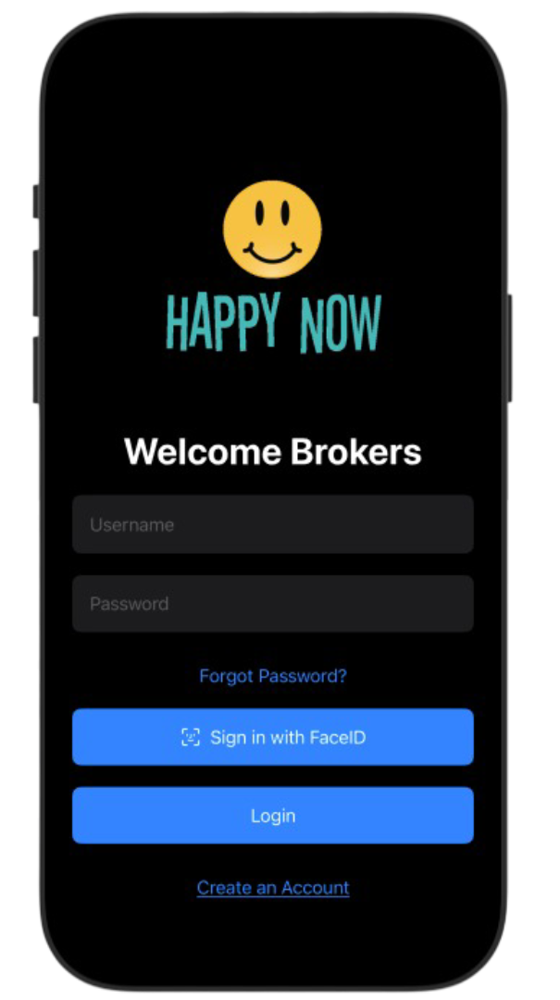 HAPPY NOW
Welcome Brokers
Username
Password
Forgot Password?
Sign in with FaceID
Login
Create an Account